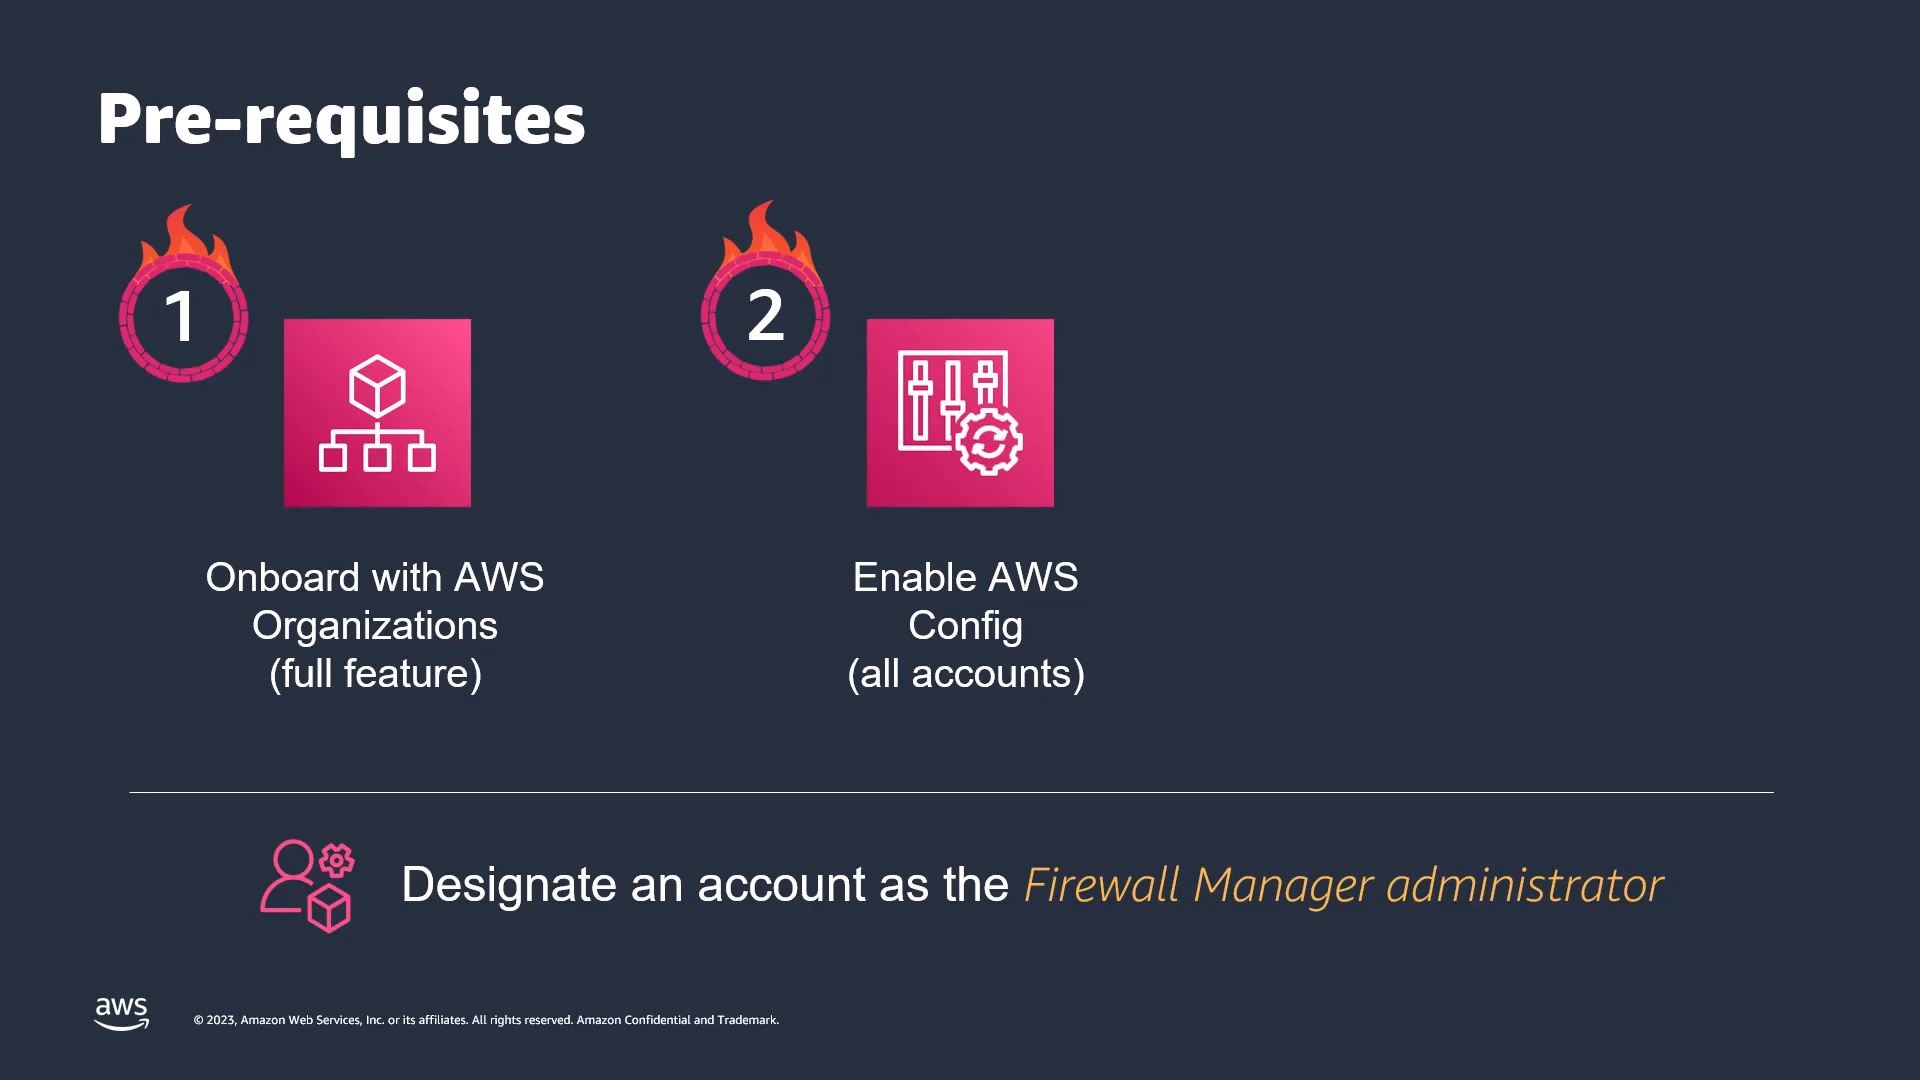 Pre-requisites
1
2
Onboard with AWS
Organizations
(full feature)
Enable AWS
Config
(all accounts)
Designate an account as the Firewall Manager administrator
aws
© 2023, Amazon Web Services, Inc. or its affiliates. All rights reserved. Amazon Confidential and Trademark.